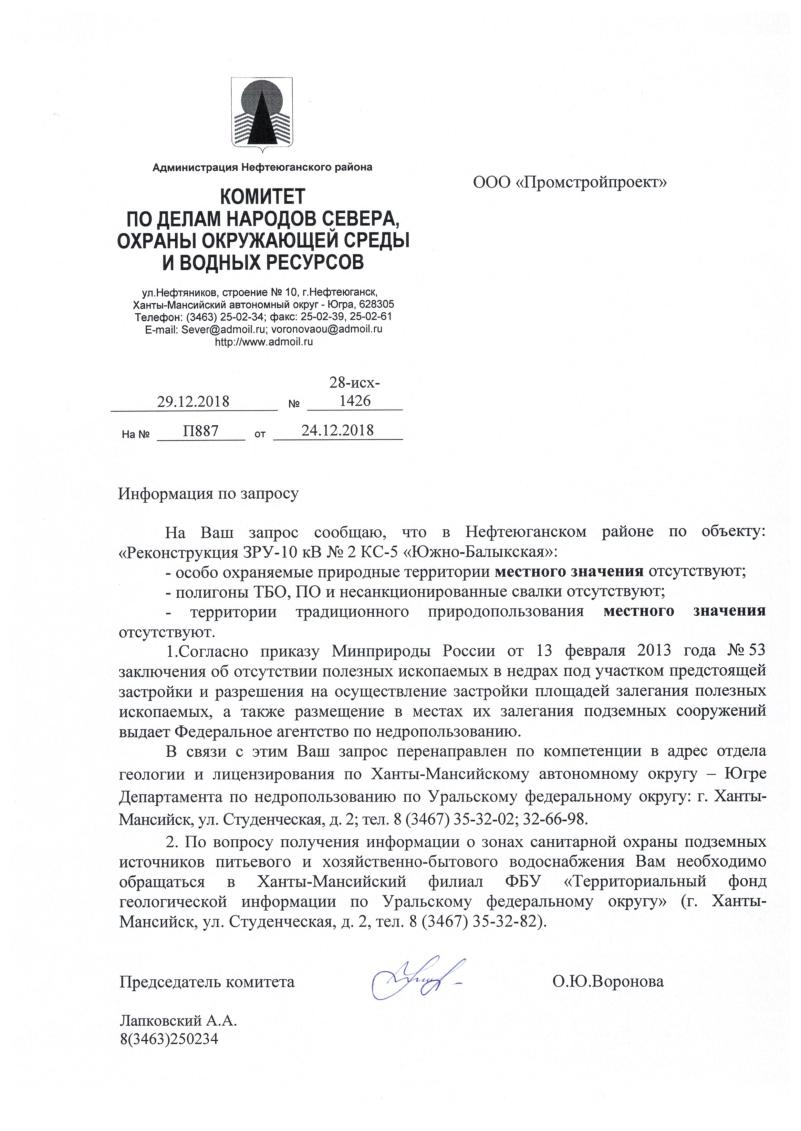 Администрация Нефтеюганского района
КОМИТЕТ
ПО ДЕЛАМ НАРОДОВ СЕВЕРА,
ОХРАНЫ ОКРУЖАЮЩЕЙ СРЕДЫ
И ВОДНЫХ РЕСУРСОВ
ул.Нефтяников, строение № 10, г.Нефтеюганск,
Ханты-Мансийский автономный округ - Югра, 628305
Телефон: (3463) 25-02-34; факс: 25-02-39, 25-02-61
E-mail: Sever@admoil.ru; voronovaou@admoil.ru
http://www.admoil.ru
ООО «Промстройпроект»
28-исх-
29.12.2018 № 1426
На № П887 от 24.12.2018
Информация по запросу
На Ваш запрос сообщаю, что в Нефтеюганском районе по объекту:
«Реконструкция ЗРУ-10 кВ № 2 КС-5 «Южно-Балыкская»:
- особо охраняемые природные территории местного значения отсутствуют;
- полигоны ТБО, ПО и несанкционированные свалки отсутствуют;
- территории традиционного природопользования местного значения
отсутствуют.
1.Согласно приказу Минприроды России от 13 февраля 2013 года № 53
заключения об отсутствии полезных ископаемых в недрах под участком предстоящей
застройки и разрешения на осуществление застройки площадей залегания полезных
ископаемых, а также размещение в местах их залегания подземных сооружений
выдает Федеральное агентство по недропользованию.
В связи с этим Ваш запрос перенаправлен по компетенции в адрес отдела
геологии и лицензирования по Ханты-Мансийскому автономному округу – Югре
Департамента по недропользованию по Уральскому федеральному округу: г. Ханты-
Мансийск, ул. Студенческая, д. 2; тел. 8 (3467) 35-32-02; 32-66-98.
2. По вопросу получения информации о зонах санитарной охраны подземных
источников питьевого и хозяйственно-бытового водоснабжения Вам необходимо
обращаться в Ханты-Мансийский филиал ФБУ «Территориальный фонд
геологической информации по Уральскому федеральному округу» (г. Ханты-
Мансийск, ул. Студенческая, д. 2, тел. 8 (3467) 35-32-82).
Председатель комитета О.Ю.Воронова
Лапковский А.А.
8(3463)250234